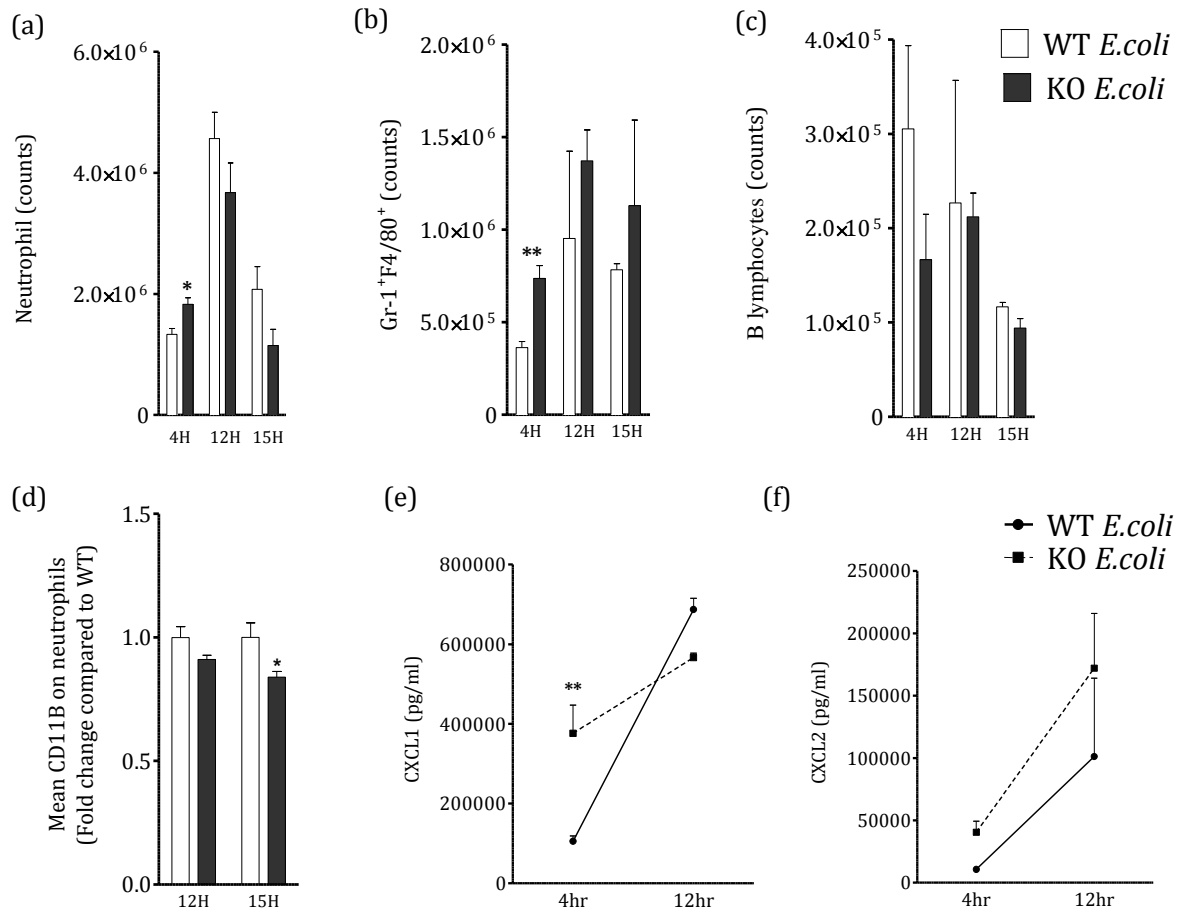 (a)
6.0×10⁶
4.0×10⁶
2.0×10⁶
0
Neutrophil (counts)
*
4H 12H 15H
(b)
2.0×10⁶
1.5×10⁶
1.0×10⁶
5.0×10⁵
0
Gr-1⁺F4/80⁺ (counts)
**
4H 12H 15H
(c)
4.0×10⁵
3.0×10⁵
2.0×10⁵
1.0×10⁵
0
B lymphocytes (counts)
4H 12H 15H
WT E.coli
KO E.coli
(d)
1.5
1.0
0.5
0.0
Mean CD11B on neutrophils
(Fold change compared to WT)
*
12H 15H
(e)
800000
600000
400000
200000
0
CXCL1 (pg/ml)
**
4hr 12hr
(f)
250000
200000
150000
100000
50000
0
CXCL2 (pg/ml)
4hr 12hr
WT E.coli
KO E.coli